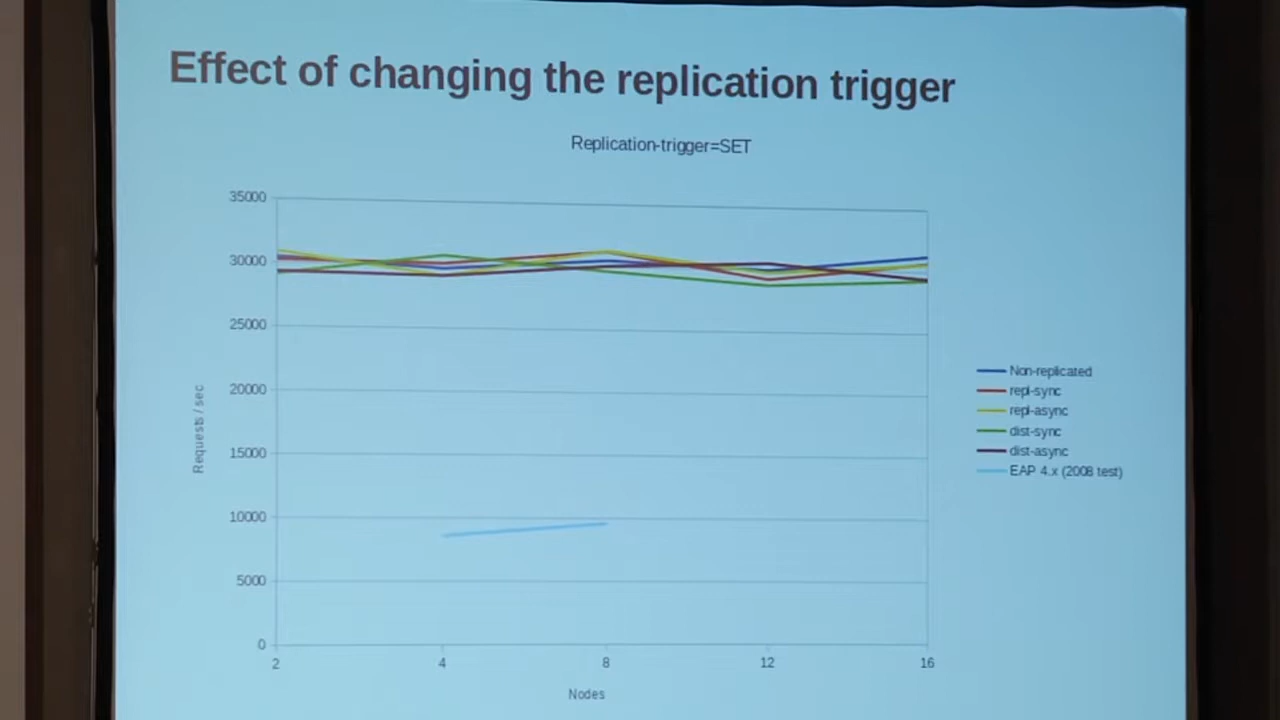 Effect of changing the replication trigger
Replication-trigger=SET
35000
30000
25000
20000
15000
10000
5000
0
Requests / sec
2 4 8 12 16
Nodes
Non-replicated
repl-sync
repl-async
dist-sync
dist-async
EAP 4.x (2008 test)